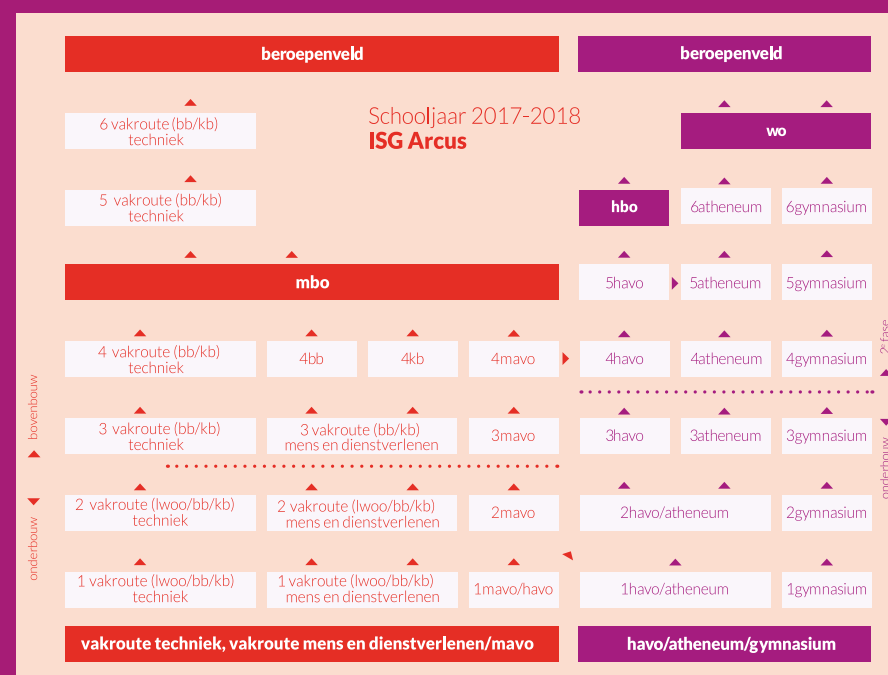 beroepenveld
beroepenveld
Schooljaar 2017-2018
ISG Arcus
6 vakroute (bb/kb)
techniek
wo
5 vakroute (bb/kb)
techniek
hbo
6atheneum
6gymnasium
mbo
5havo
5atheneum
5gymnasium
4 vakroute (bb/kb)
techniek
4bb
4kb
4mavo
4havo
4atheneum
4gymnasium
2e fase
bovenbouw
3 vakroute (bb/kb)
techniek
3 vakroute (bb/kb)
mens en dienstverlenen
3mavo
3havo
3atheneum
3gymnasium
onderbouw
2 vakroute (lwoo/bb/kb)
techniek
2 vakroute (lwoo/bb/kb)
mens en dienstverlenen
2mavo
2havo/atheneum
2gymnasium
onderbouw
1 vakroute (lwoo/bb/kb)
techniek
1 vakroute (lwoo/bb/kb)
mens en dienstverlenen
1mavo/havo
1havo/atheneum
1gymnasium
vakroute techniek, vakroute mens en dienstverlenen/mavo
havo/atheneum/gymnasium